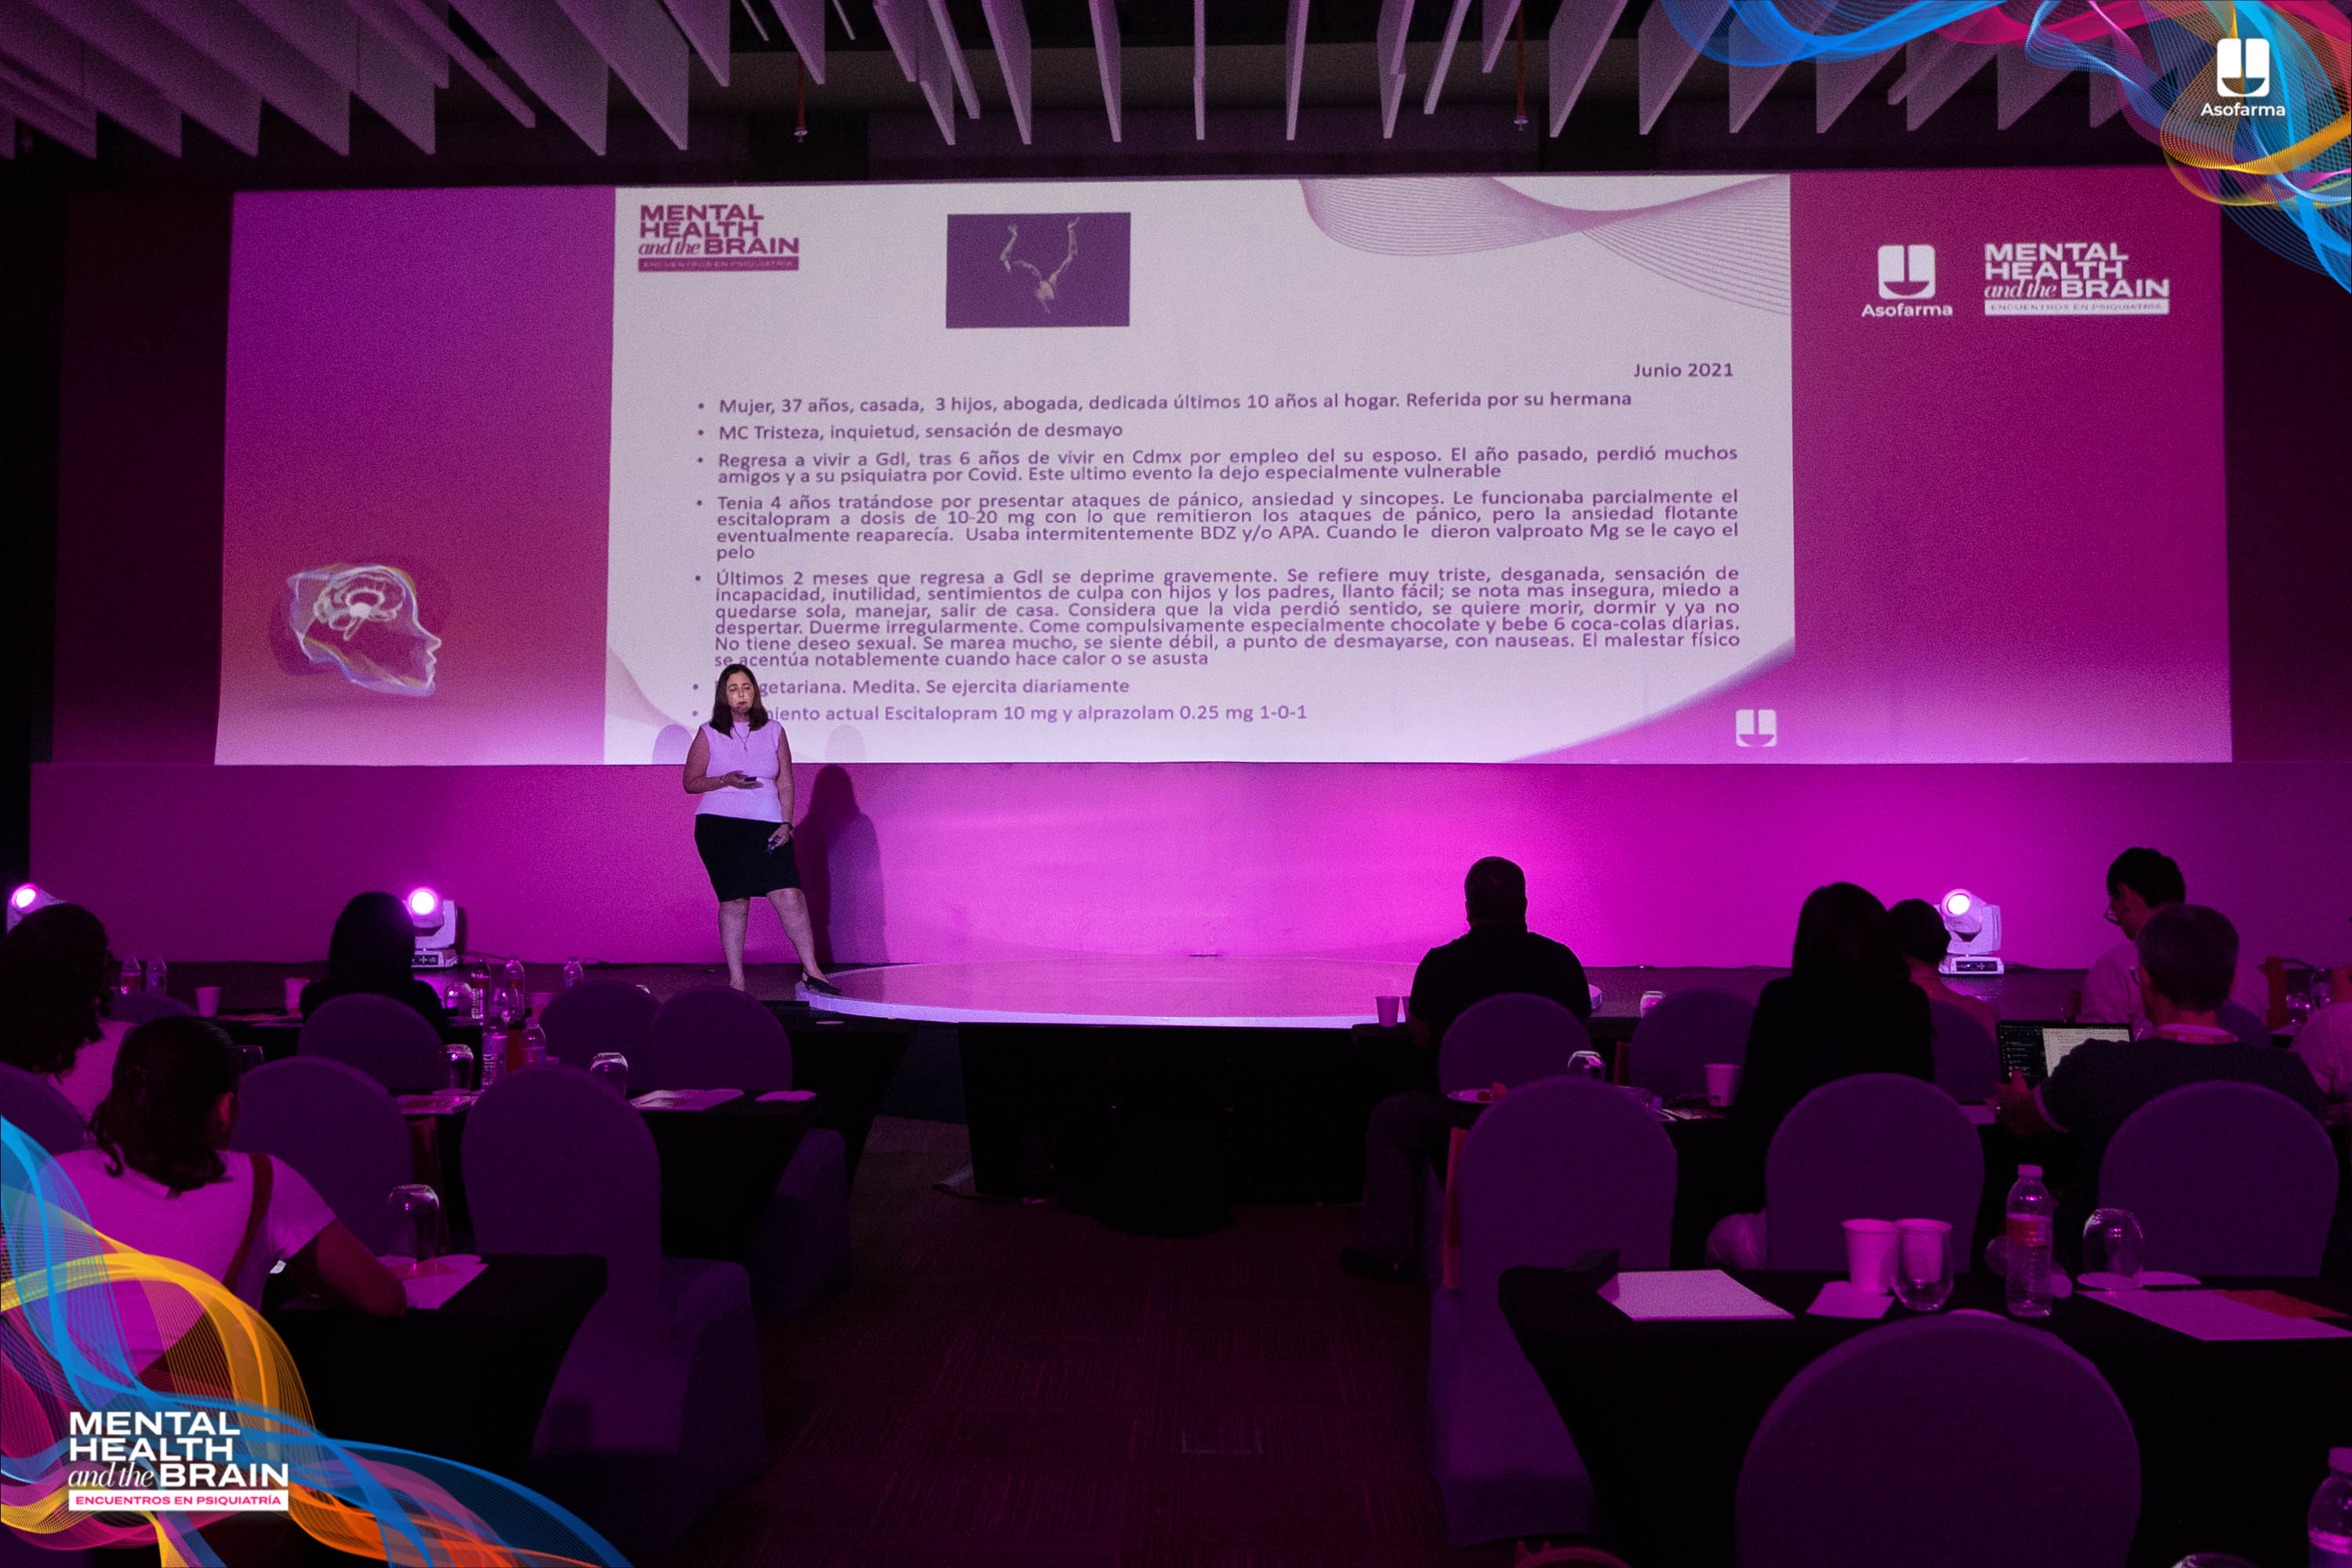 Asofarma
MENTAL
HEALTH
and the BRAIN
ENCUENTROS EN PSIQUIATRIA
Asofarma
MENTAL
HEALTH
and the BRAIN
ENCUENTROS EN PSIQUIATRIA
Junio 2021
• Mujer, 37 años, casada, 3 hijos, abogada, dedicada últimos 10 años al hogar. Referida por su hermana
• MC Tristeza, inquietud, sensación de desmayo
• Regresa a vivir a Gdl, tras 6 años de vivir en Cdmx por empleo del su esposo. El año pasado, perdió muchos
amigos y a su psiquiatra por Covid. Este ultimo evento la dejo especialmente vulnerable
• Tenia 4 años tratándose por presentar ataques de pánico, ansiedad y sincopes. Le funcionaba parcialmente el
escitalopram a dosis de 10-20 mg con lo que remitieron los ataques de pánico, pero la ansiedad flotante
eventualmente reaparecía. Usaba intermitentemente BDZ y/o APA. Cuando le dieron valproato Mg se le cayo el
pelo
• Últimos 2 meses que regresa a Gdl se deprime gravemente. Se refiere muy triste, desganada, sensación de
incapacidad, inutilidad, sentimientos de culpa con hijos y los padres, llanto fácil; se nota mas insegura, miedo a
quedarse sola, manejar, salir de casa. Considera que la vida perdió sentido, se quiere morir, dormir y ya no
despertar. Duerme irregularmente. Come compulsivamente especialmente chocolate y bebe 6 coca-colas diarias.
No tiene deseo sexual. Se marea mucho, se siente débil, a punto de desmayarse, con nauseas. El malestar físico
se acentúa notablemente cuando hace calor o se asusta
• getariana. Medita. Se ejercita diariamente
• miento actual Escitalopram 10 mg y alprazolam 0.25 mg 1-0-1
MENTAL
HEALTH
and the BRAIN
ENCUENTROS EN PSIQUIATRÍA